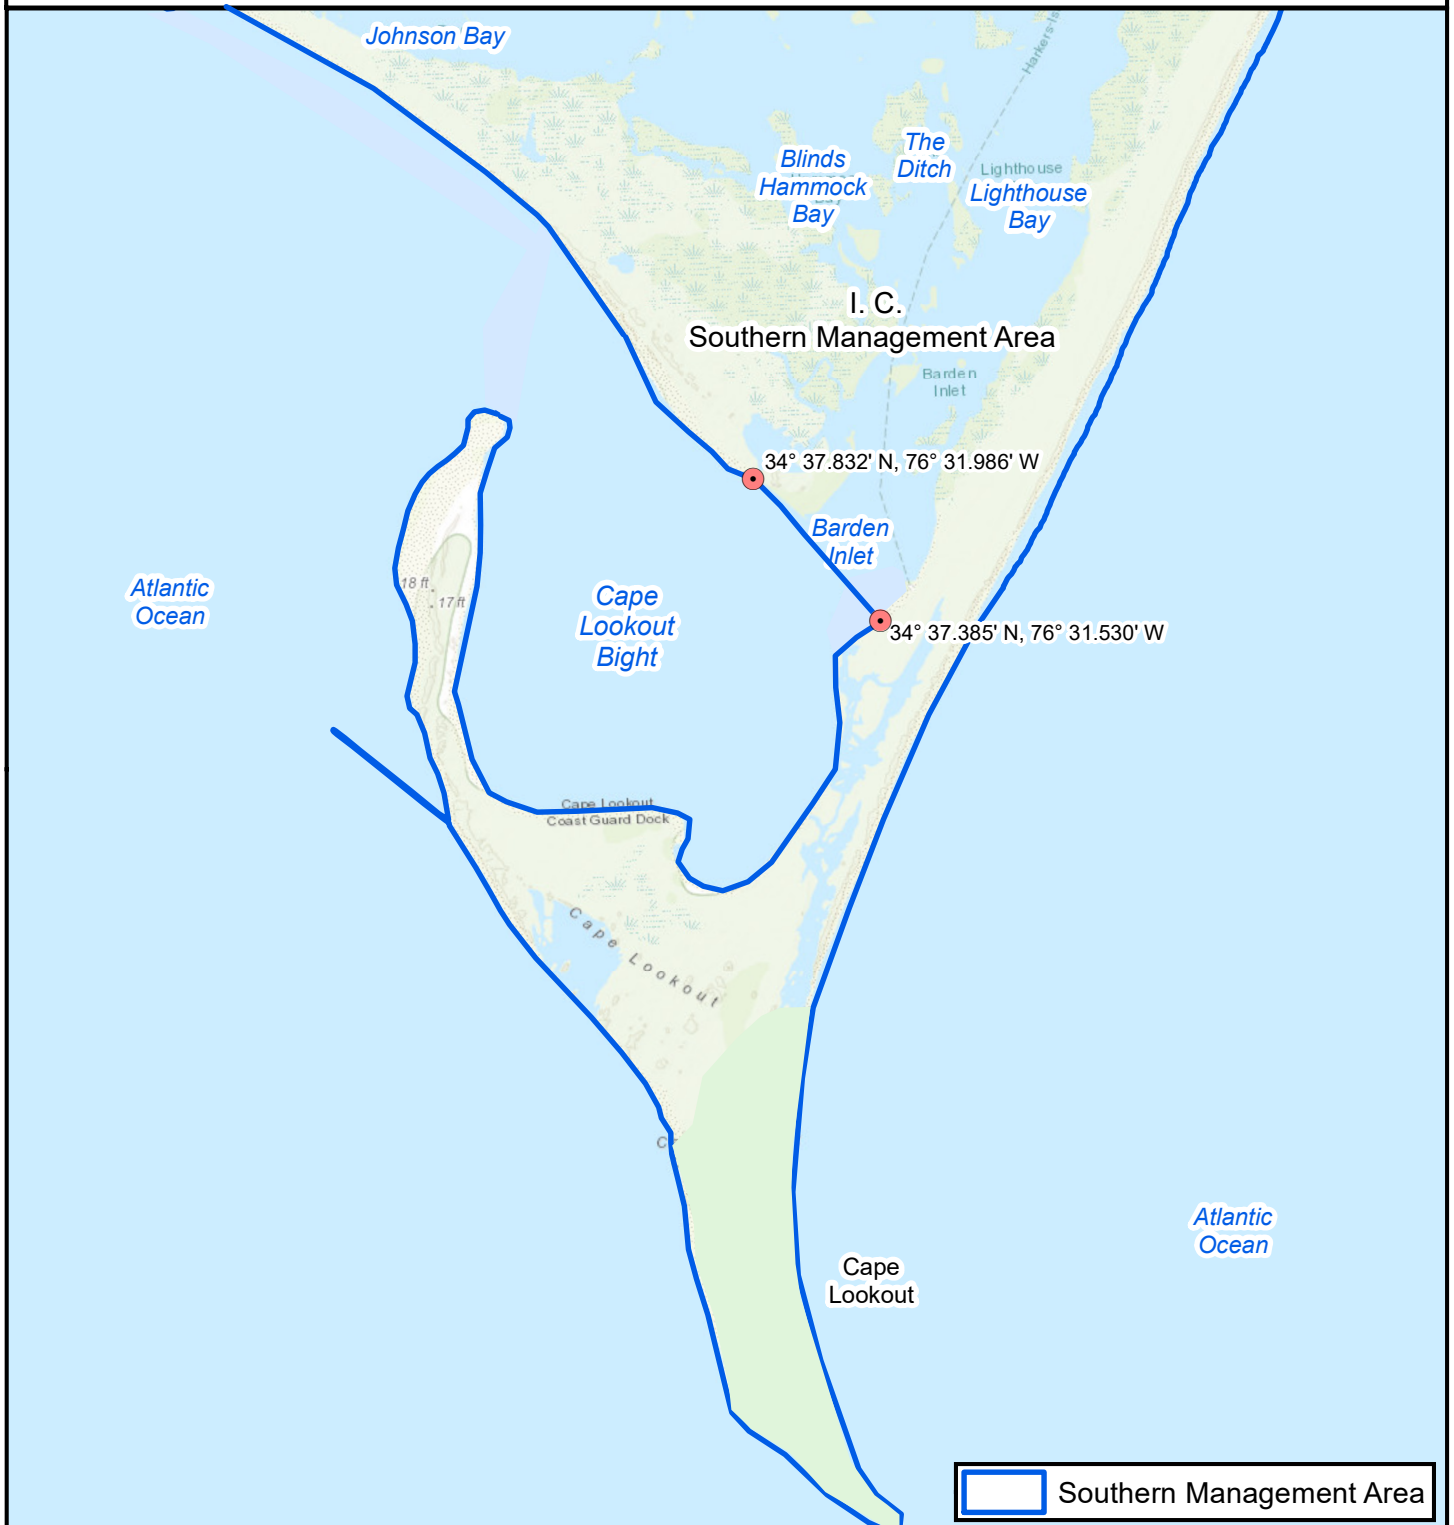 Johnson Bay
Harkers Is
The
Ditch
Blinds
Hammock
Bay
Lighthouse
Lighthouse
Bay
I. C.
Southern Management Area
Barden
Inlet
34° 37.832' N, 76° 31.986' W
Barden
Inlet
Atlantic
Ocean
18 ft
17 ft
Cape
Lookout
Bight
34° 37.385' N, 76° 31.530' W
Cape Lookout
Coast Guard Dock
Cape Lookout
Atlantic
Ocean
Cape
Lookout
Southern Management Area